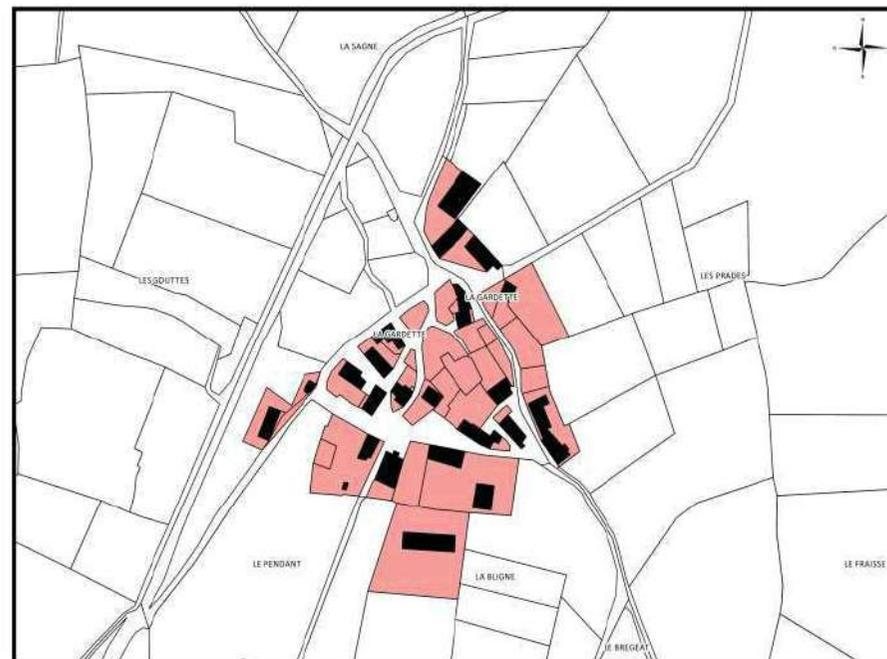 LA SAGNE
LES GOUTTES
LES PRADES
LA GARDETTE
LA GARDETTE
LE PENDANT
LA BLIGNE
LE FRAISSE
LE BREGEAT